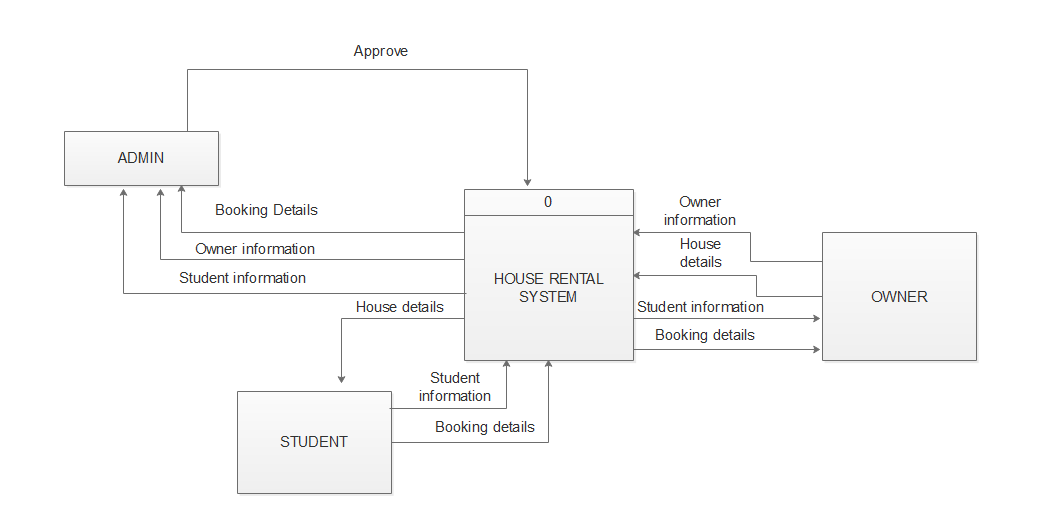 Approve
ADMIN
Booking Details
Owner information
Student information
0
HOUSE RENTAL
SYSTEM
Owner
information
House
details
OWNER
Student information
Booking details
House details
Student
information
Booking details
STUDENT